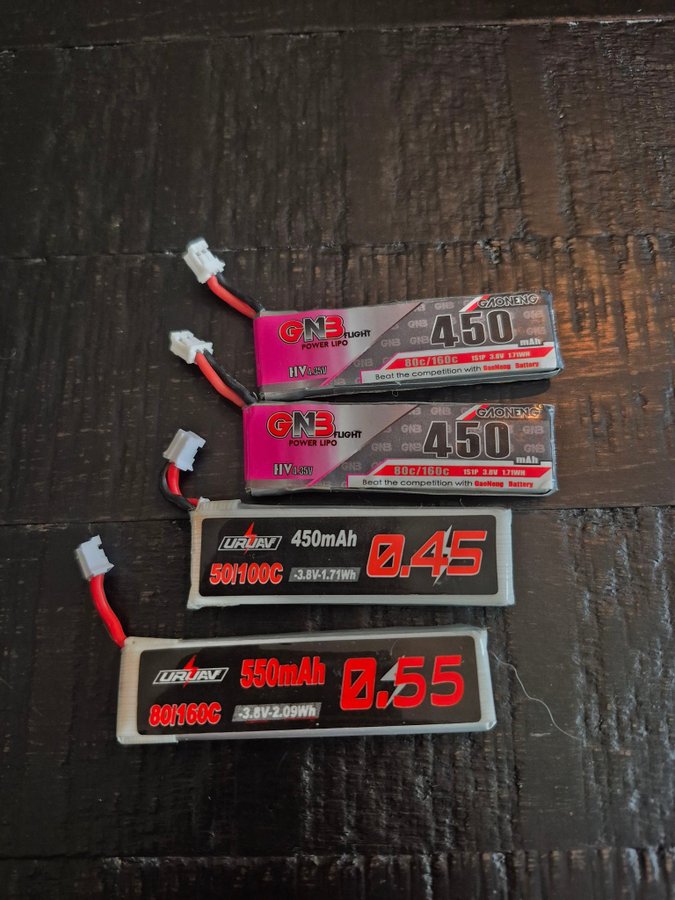 GAONENG
GNB FLIGHT
POWER LIPO
450 mAh
80c/160c 1S1P 3.8V 1.71WH
HV 4.35V
Beat the competition with GaoNeng Battery
GAONENG
GNB FLIGHT
POWER LIPO
450 mAh
80c/160c 1S1P 3.8V 1.71WH
HV 4.35V
Beat the competition with GaoNeng Battery
URUAV 450mAh 0.45
50/100C -3.8V-1.71Wh
URUAV 550mAh 0.55
80/160C -3.8V-2.09Wh